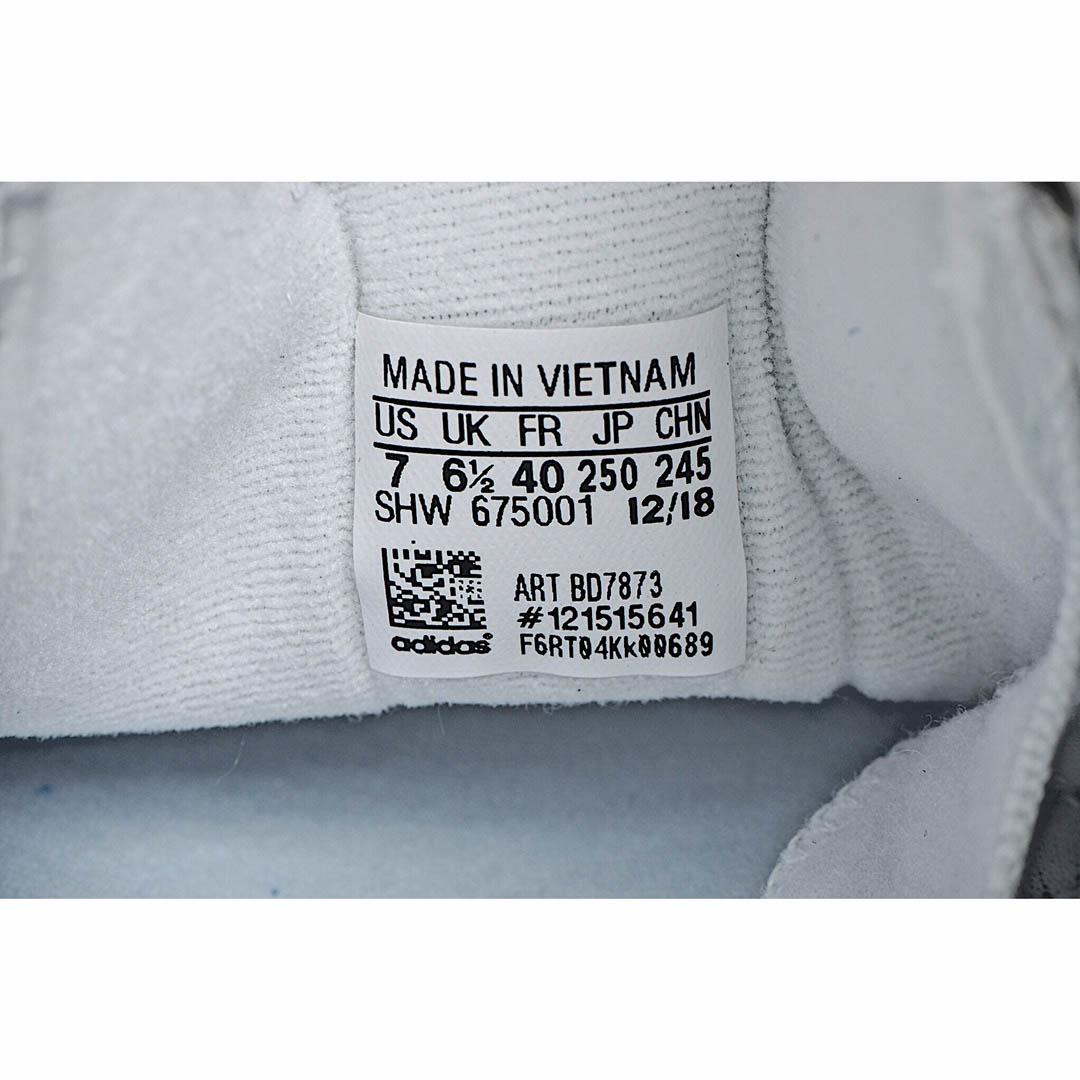 MADE IN VIETNAM
US UK FR JP CHN
7 6½ 40 250 245
SHW 675001 12/18
ART BD7873
#121515641
adidas® F6RT04Kk00689